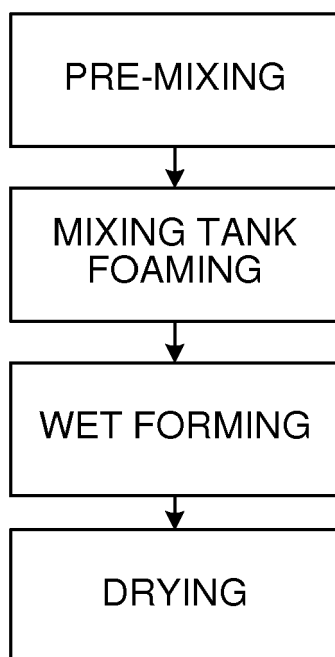 PRE-MIXING
MIXING TANK
FOAMING
WET FORMING
DRYING